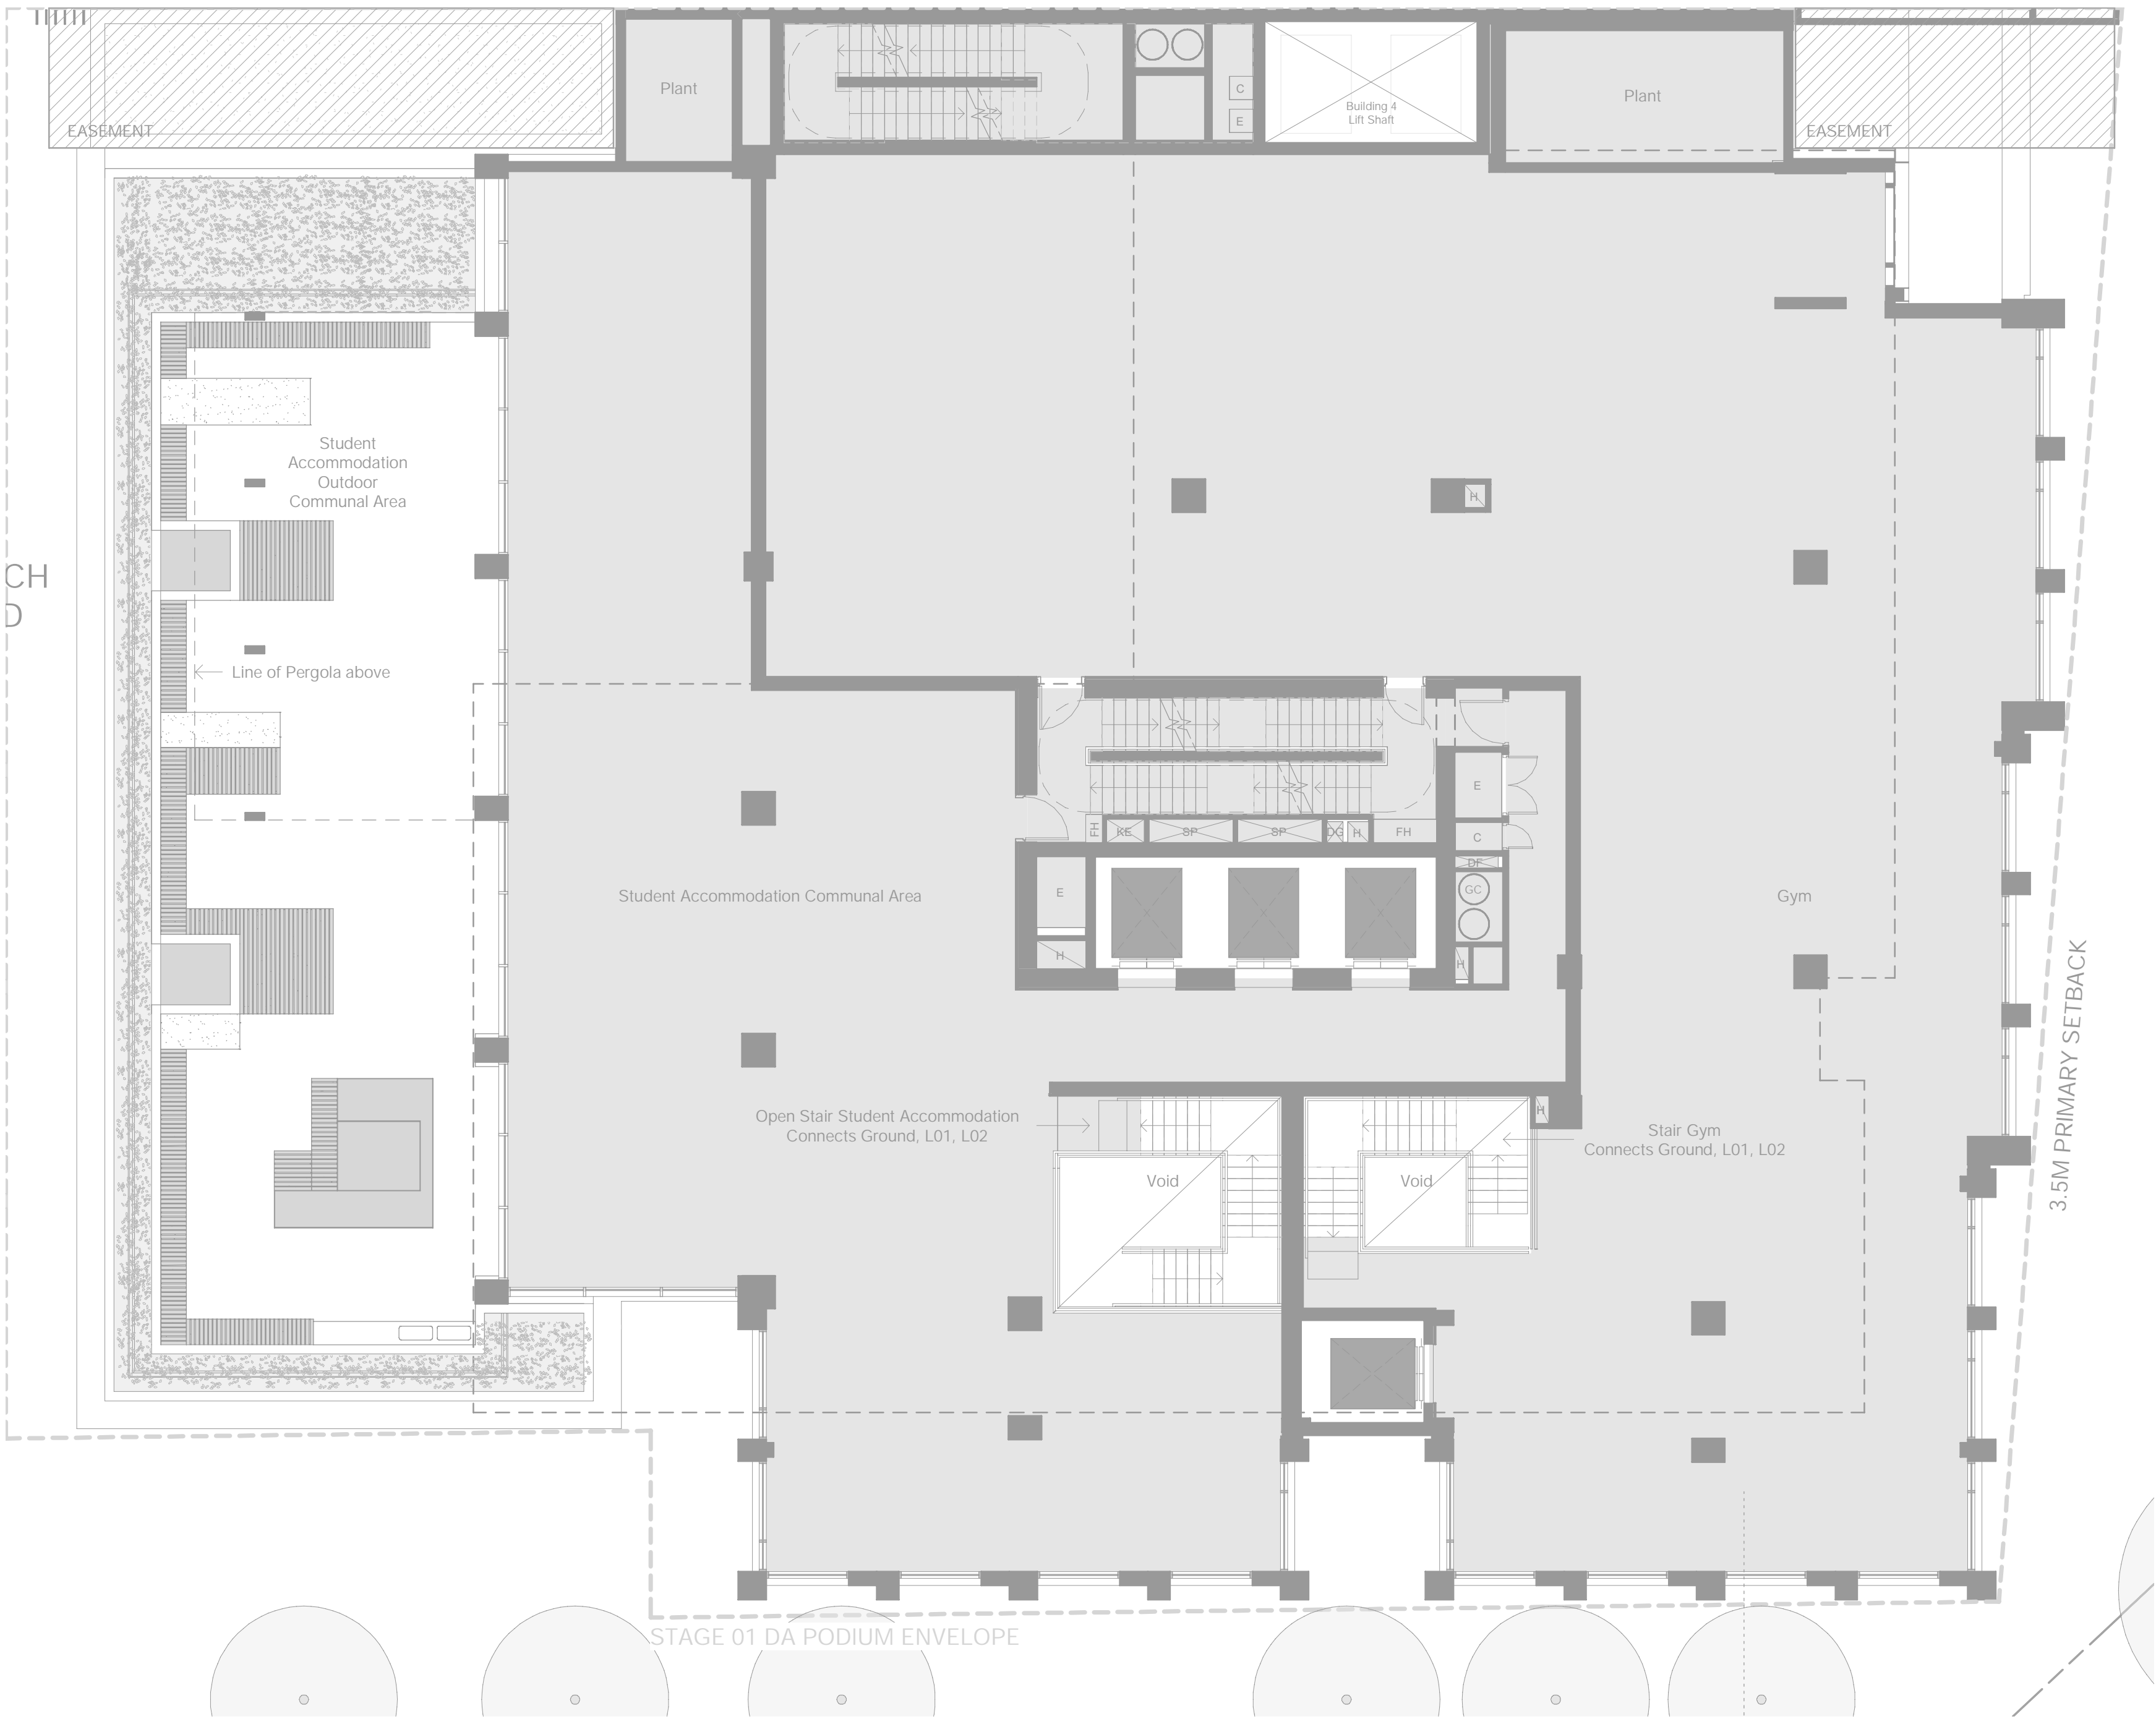 Plant
C
E
Building 4
Lift Shaft
Plant
EASEMENT
EASEMENT
Student
Accommodation
Outdoor
Communal Area
H
CH
D
Line of Pergola above
E
FH
KE
SP
SP
DG
H
FH
C
DF
E
GC
Student Accommodation Communal Area
Gym
H
H
3.5M PRIMARY SETBACK
Open Stair Student Accommodation
Connects Ground, L01, L02
H
Stair Gym
Connects Ground, L01, L02
Void
Void
STAGE 01 DA PODIUM ENVELOPE